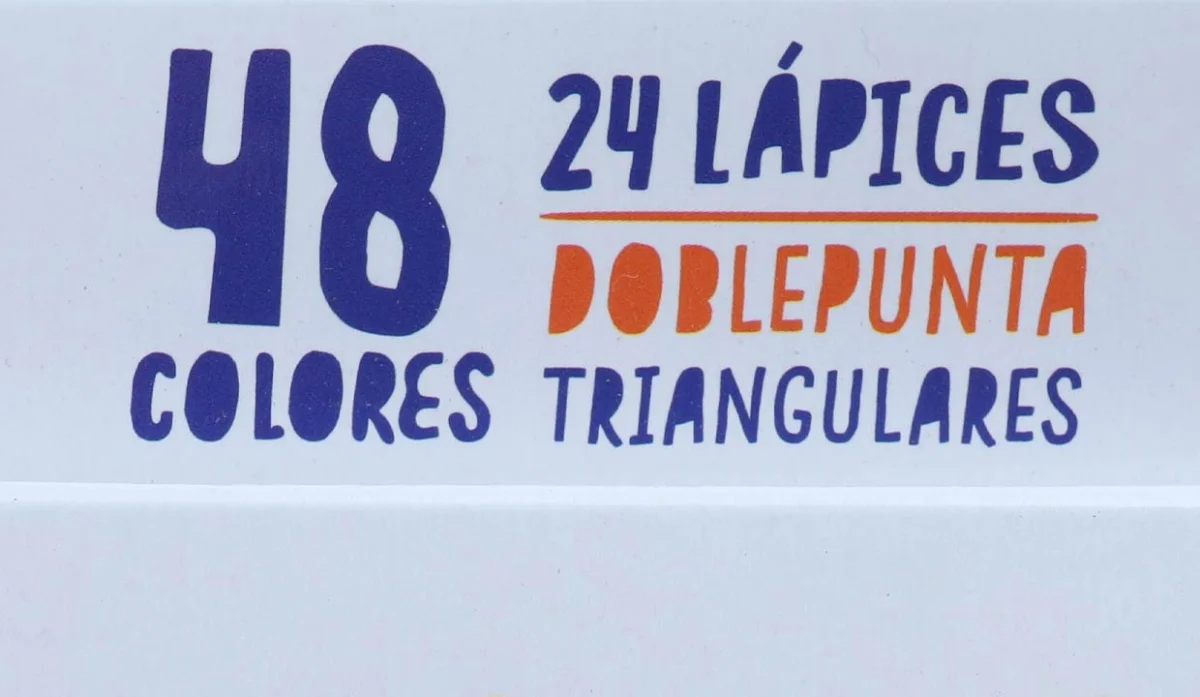 48
COLORES
24 LÁPICES
DOBLEPUNTA
TRIANGULARES